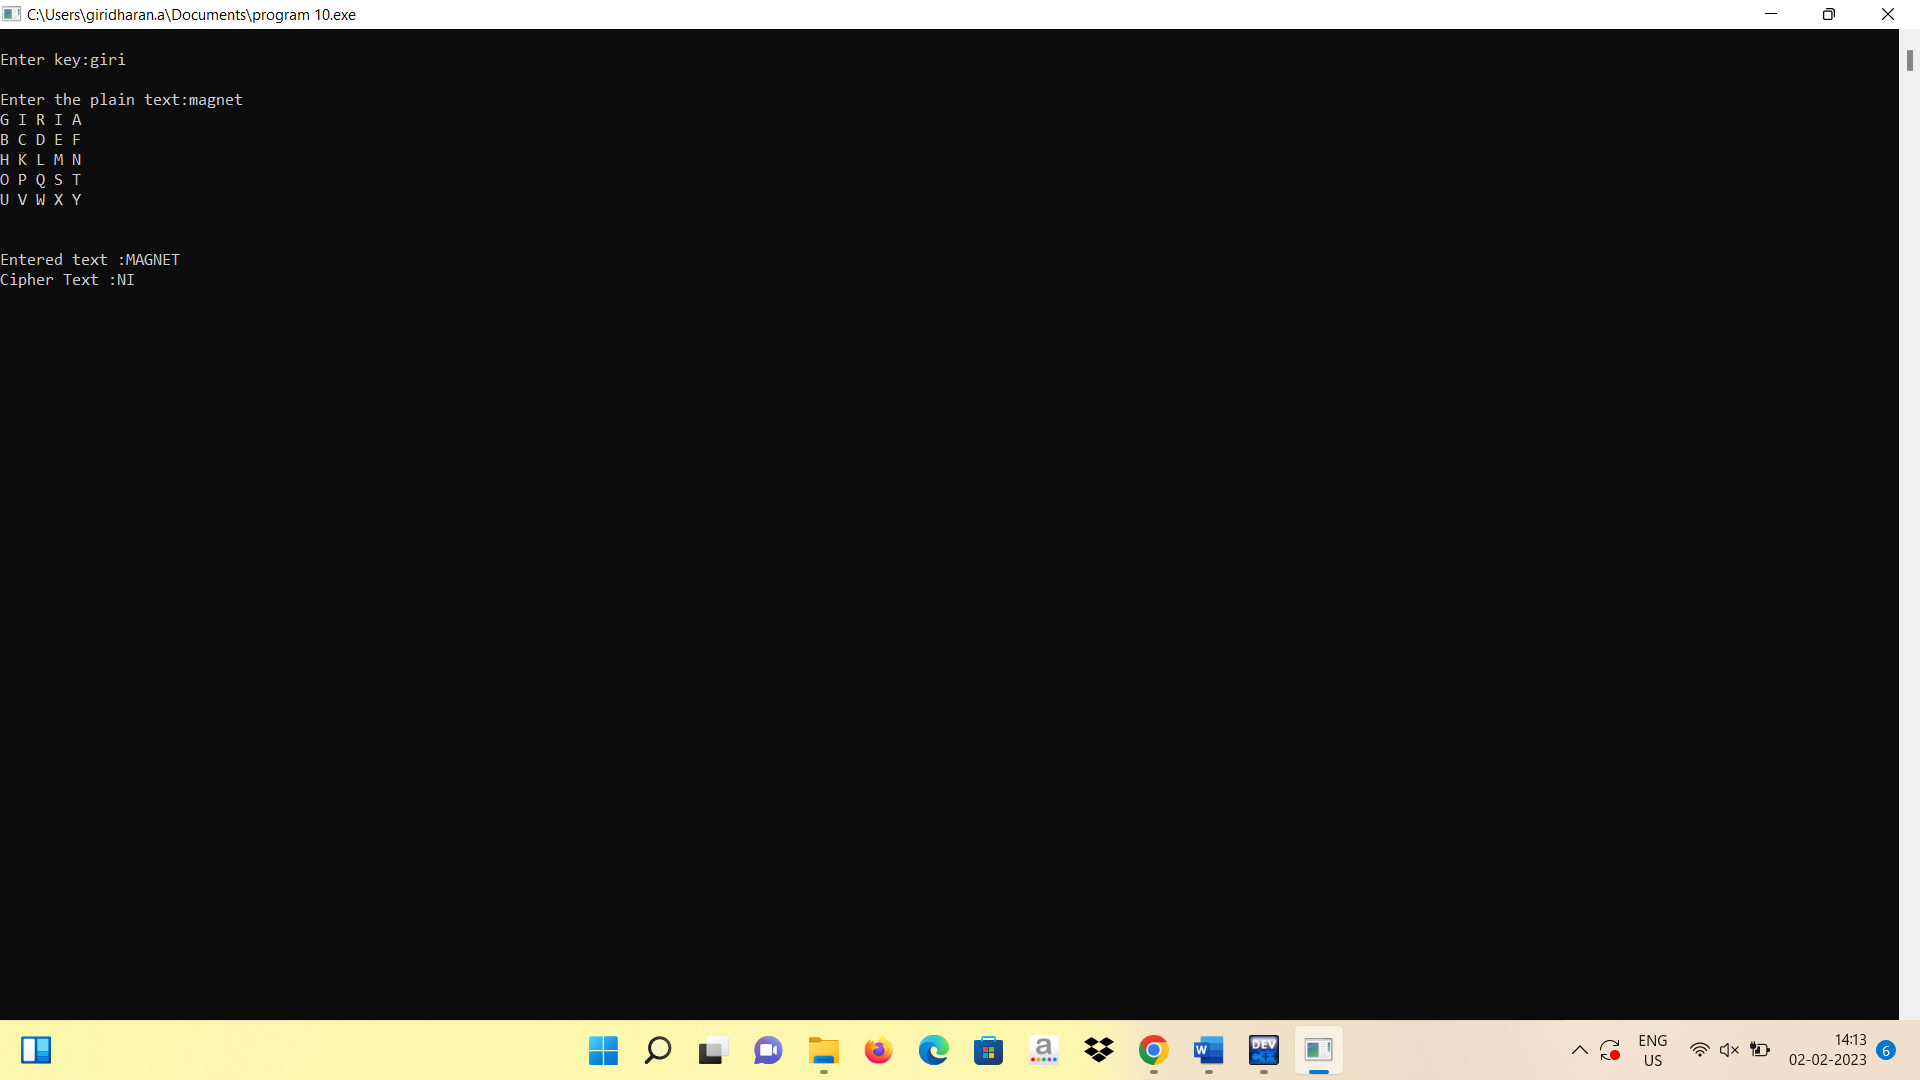 C:\Users\giridharan.a\Documents\program 10.exe
Enter key:giri
Enter the plain text:magnet
G I R I A
B C D E F
H K L M N
O P Q S T
U V W X Y
Entered text :MAGNET
Cipher Text :NI
a
W
DEV
C++
ENG
US
14:13
02-02-2023
6